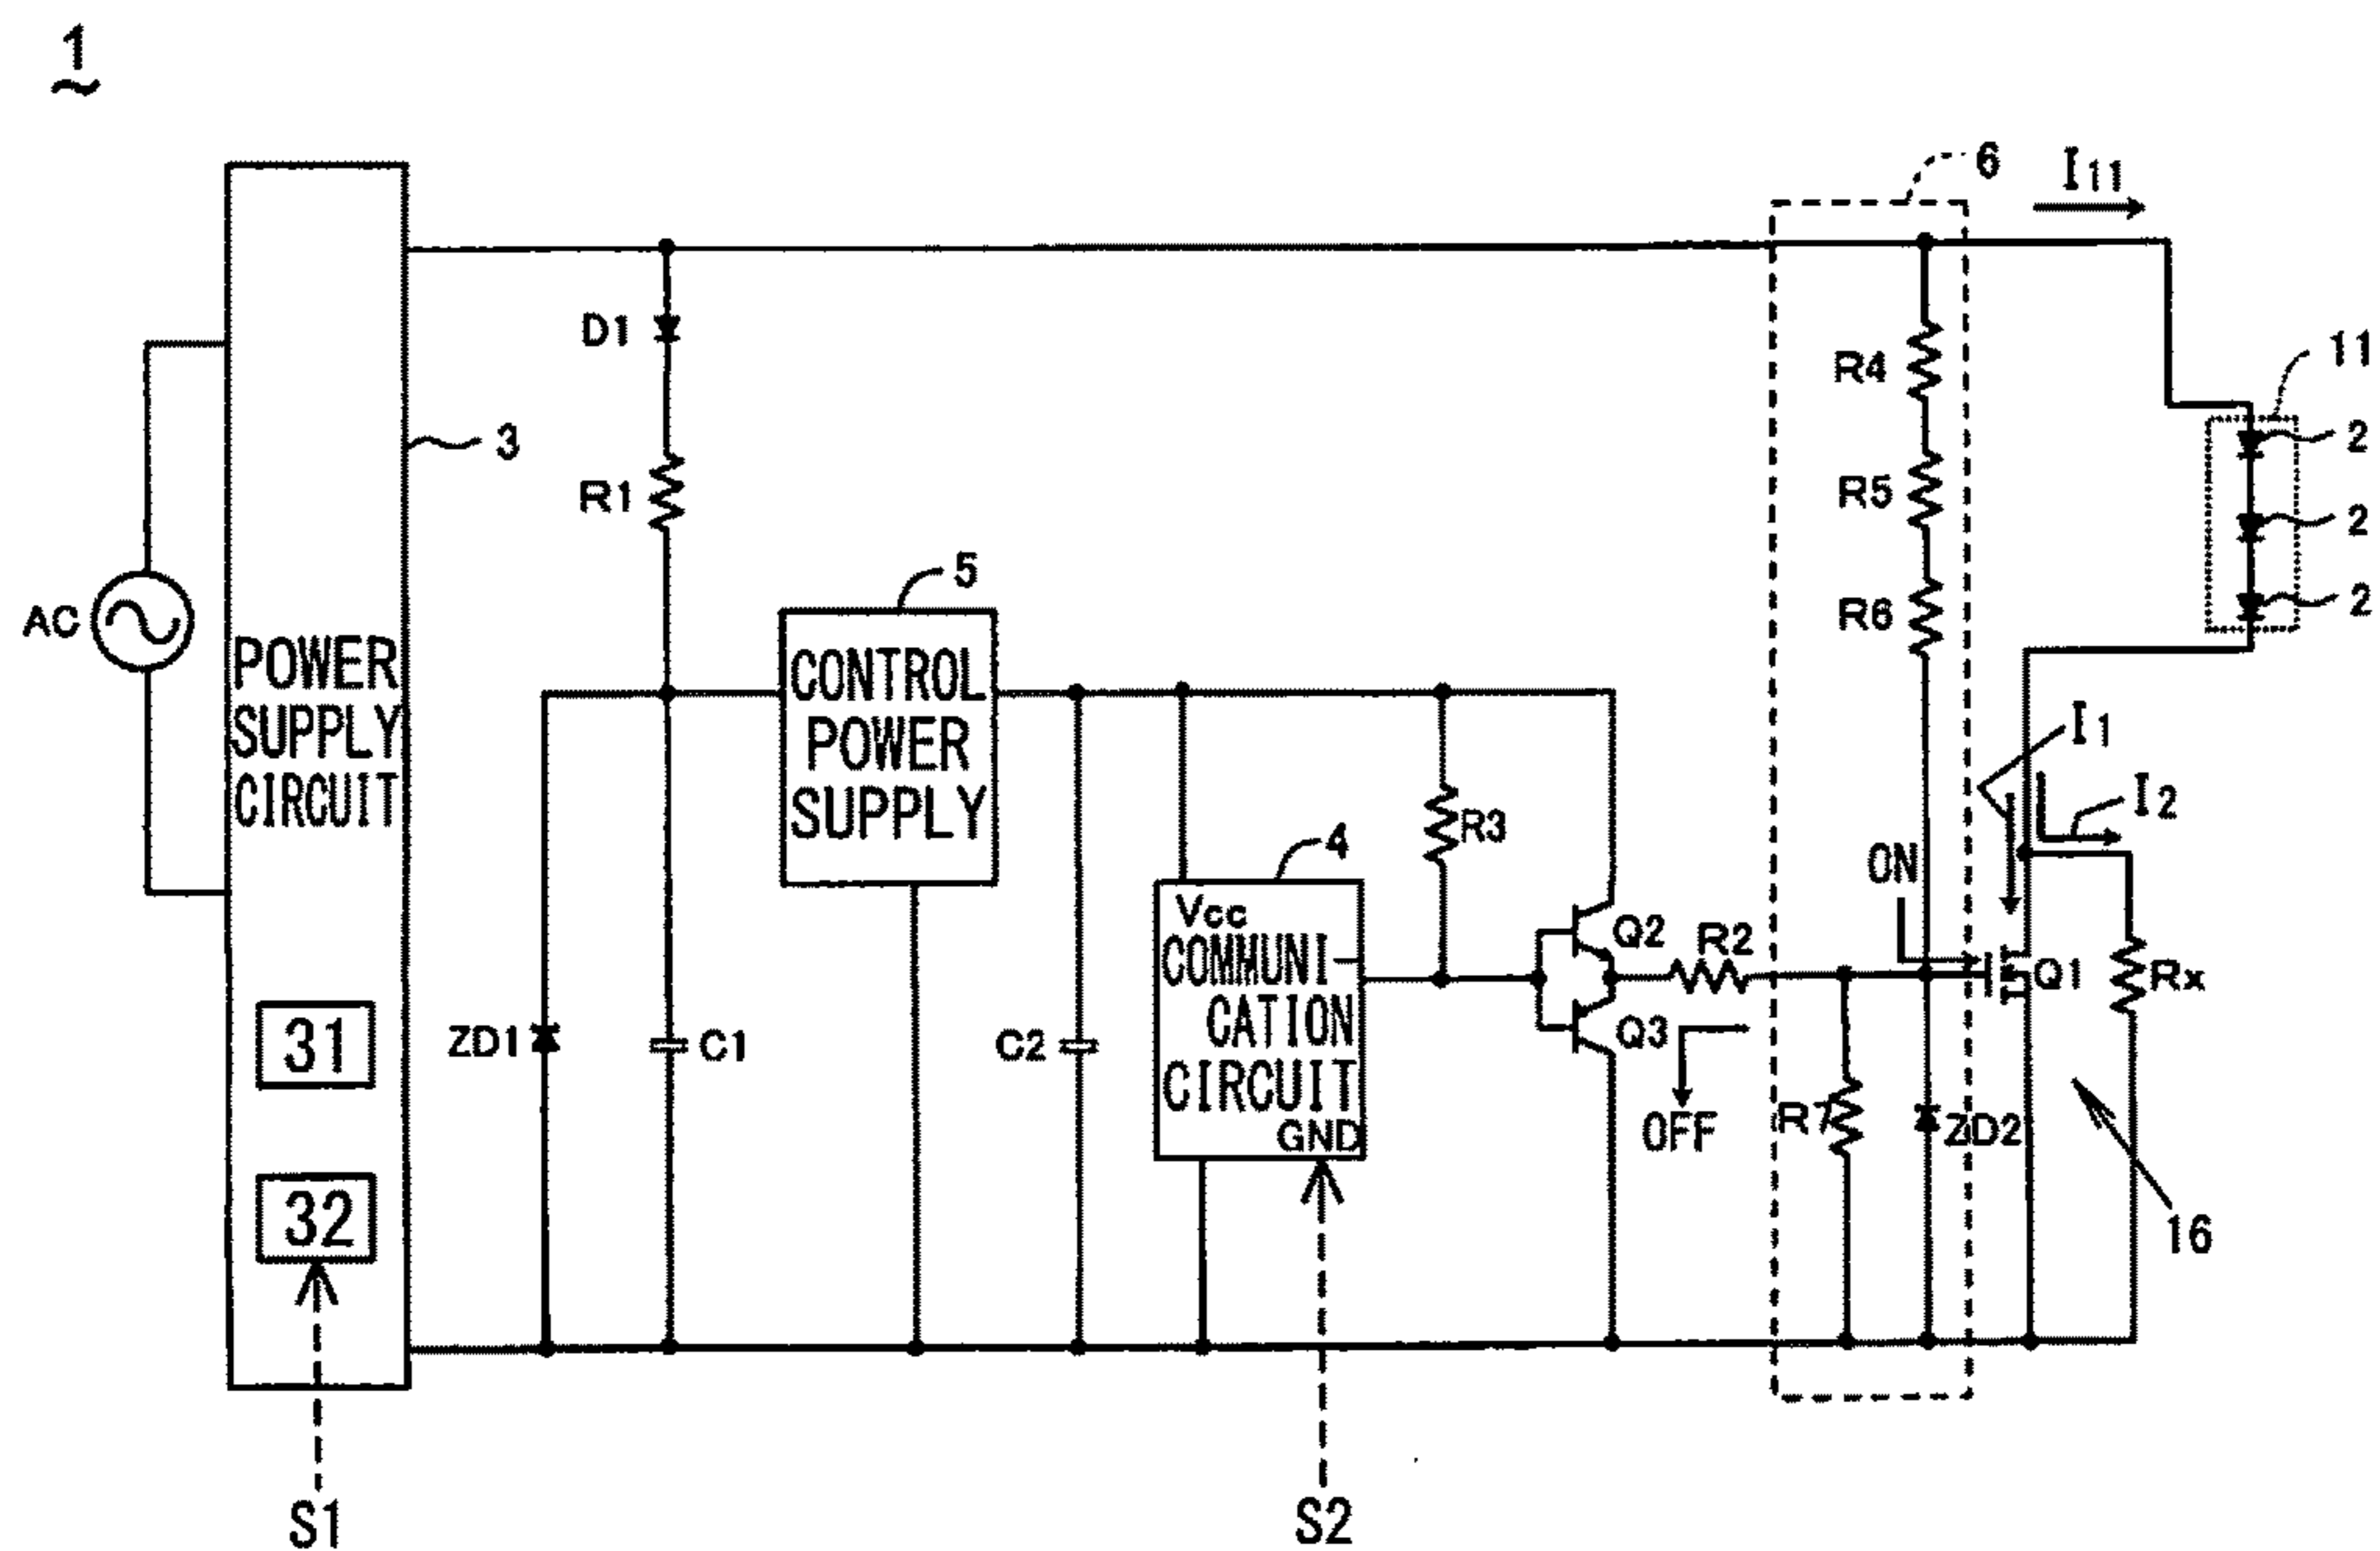 1
6
I11
D1
R4
11
2
3
R1
R5
2
5
AC
R6
2
POWER
SUPPLY
CIRCUIT
CONTROL
POWER
SUPPLY
I1
I2
R3
4
ON
Vcc
COMMUNI-
CATION
CIRCUIT
GND
Q2
R2
Q1
Rx
31
ZD1
C1
C2
Q3
OFF
R7
ZD2
32
16
S1
S2